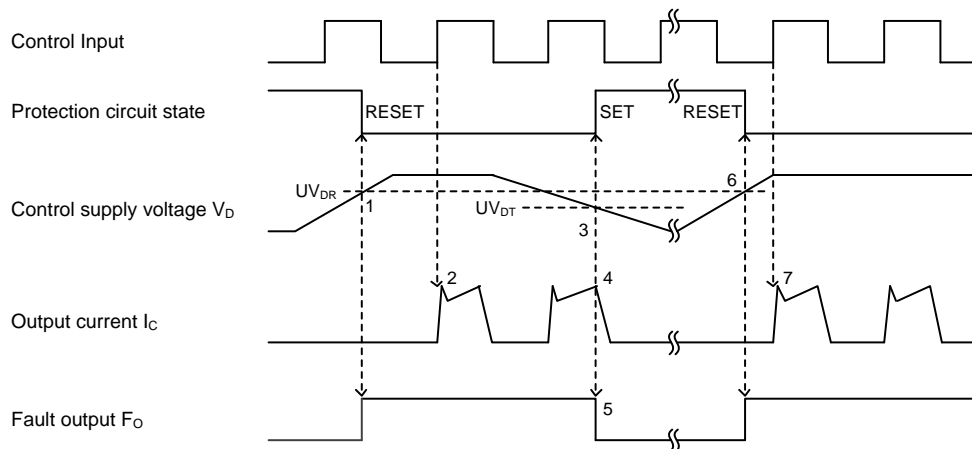 Control Input
Protection circuit state
RESET
SET
RESET
UVDR
6
1
Control supply voltage VD
UVDT
3
2
4
7
Output current IC
5
Fault output FO